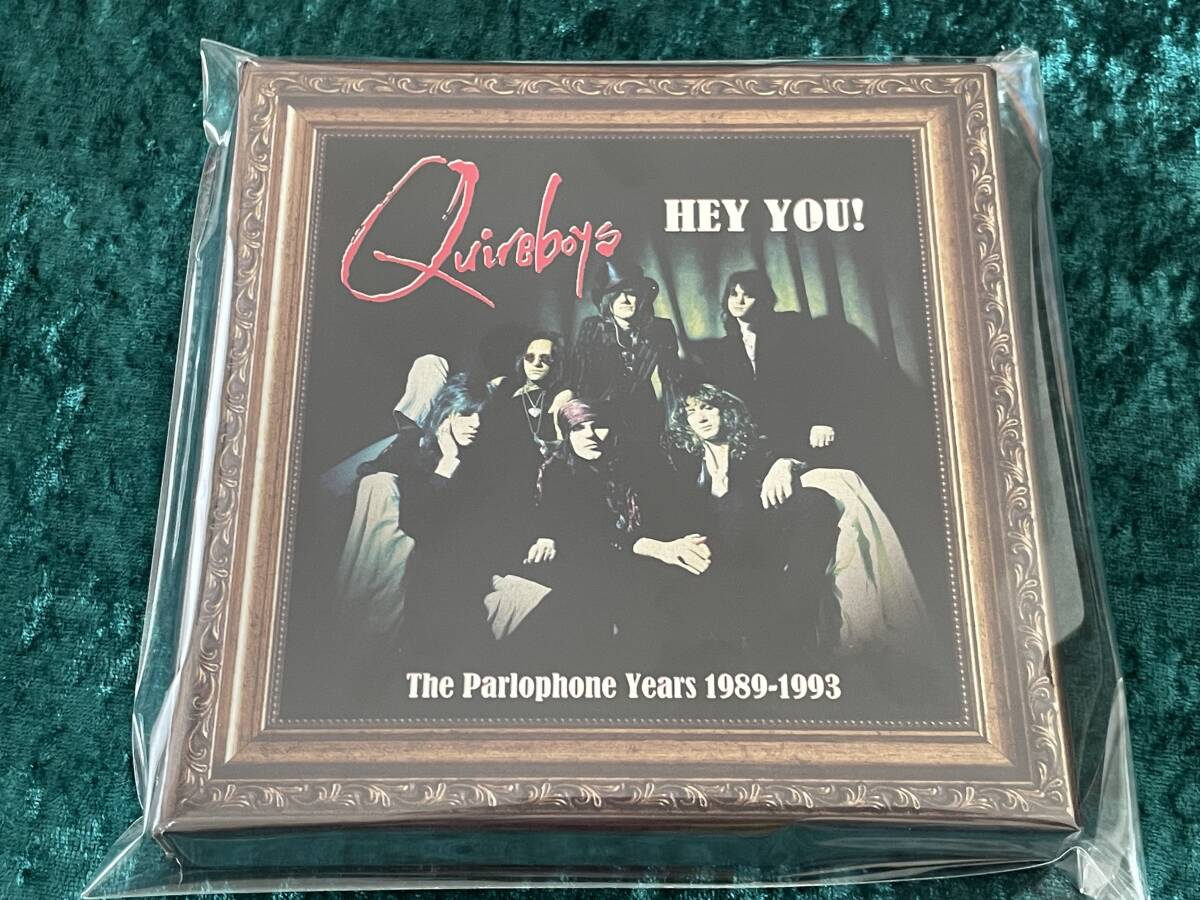 Quireboys
HEY YOU!
The Parlophone Years 1989-1993